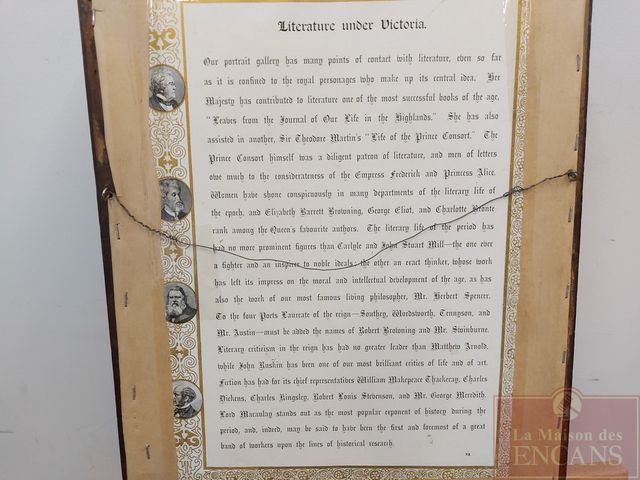 Literature under Victoria.
Our portrait gallery has many points of contact with literature, even so far
as it is confined to the royal personages who make up its central idea. Her
Majesty has contributed to literature one of the most successful books of the age,
"Leaves from the Journal of Our Life in the Highlands." She has also
assisted in another, Sir Theodore Martin's "Life of the Prince Consort." The
Prince Consort himself was a diligent patron of literature, and men of letters
owe much to the considerateness of the Empress Frederick and Princess Alice.
Women have shone conspicuously in many departments of the literary life of
the epoch, and Elizabeth Barrett Browning, George Eliot, and Charlotte Brontë
rank among the Queen's favourite authors. The literary life of the period has
had no more prominent figures than Carlyle and John Stuart Mill—the one ever
a fighter and an inspirer to noble ideals; the other an exact thinker, whose work
has left its impress on the moral and intellectual development of the age, as has
also the work of our most famous living philosopher, Mr. Herbert Spencer.
To the four Poets Laureate of the reign—Southey, Wordsworth, Tennyson, and
Mr. Austin—must be added the names of Robert Browning and Mr. Swinburne.
Literary criticism in the reign has had no greater leader than Matthew Arnold,
while John Ruskin has been one of our most brilliant critics of life and of art.
Fiction has had for its chief representatives William Makepeace Thackeray, Charles
Dickens, Charles Kingsley, Robert Louis Stevenson, and Mr. George Meredith.
Lord Macaulay stands out as the most popular exponent of history during the
period, and, indeed, may be said to have been the first and foremost of a great
band of workers upon the lines of historical research.
La Maison des
ENCANS